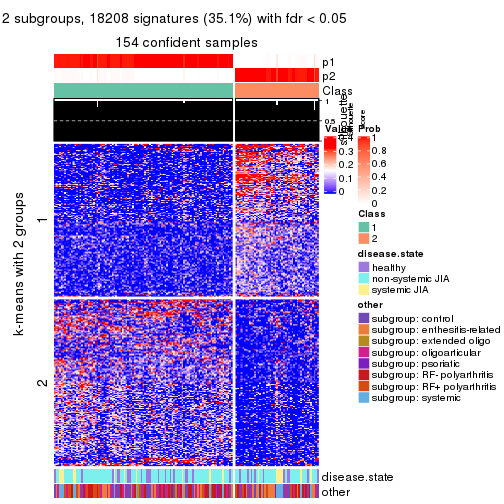 2 subgroups, 18208 signatures (35.1%) with fdr < 0.05
154 confident samples
p1
p2
Class
1
0.5
silhouette
score
Value
0.3
0.2
0.1
0
Prob
1
0.8
0.6
0.4
0.2
0
k-means with 2 groups
1
2
Class
1
2
disease.state
healthy
non-systemic JIA
systemic JIA
other
subgroup: control
subgroup: enthesitis-related
subgroup: extended oligo
subgroup: oligoarticular
subgroup: psoriatic
subgroup: RF- polyarthritis
subgroup: RF+ polyarthritis
subgroup: systemic
disease.state
other